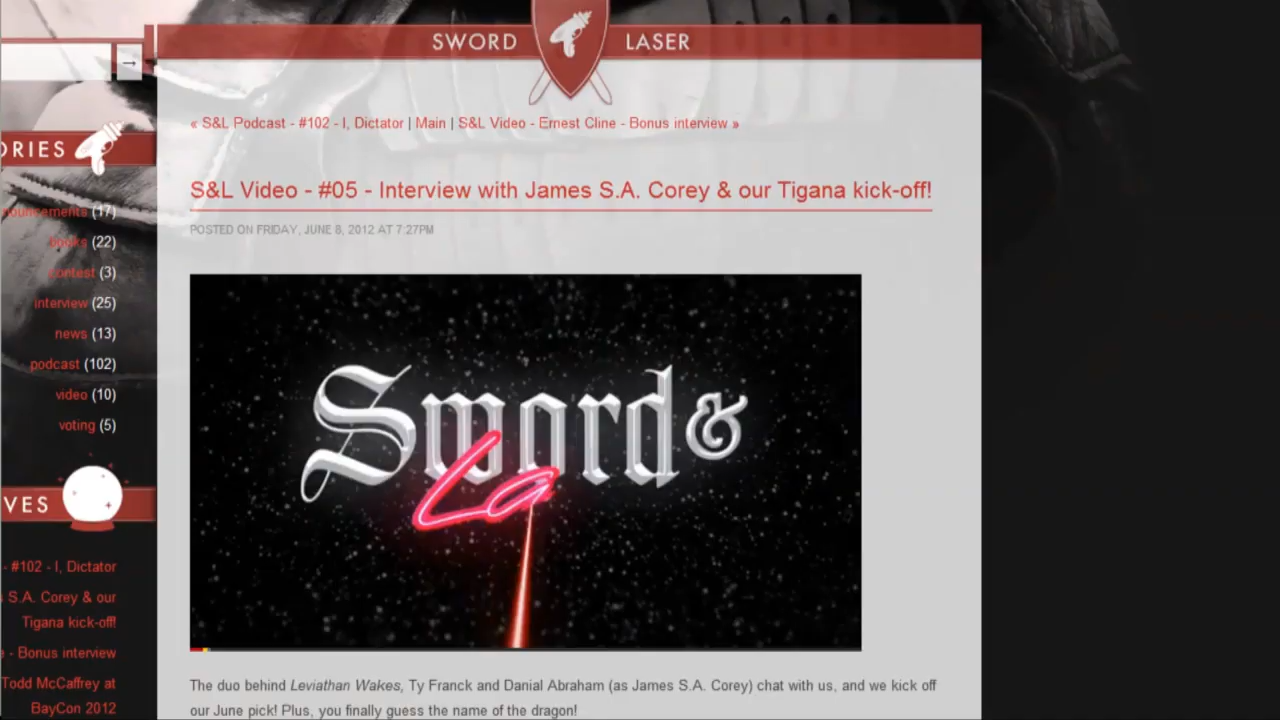 SWORD LASER
→
« S&L Podcast - #102 - I, Dictator | Main | S&L Video - Ernest Cline - Bonus interview »
ORIES
S&L Video - #05 - Interview with James S.A. Corey & our Tigana kick-off!
POSTED ON FRIDAY, JUNE 8, 2012 AT 7:27PM
nouncements (17)
books (22)
contest (3)
interview (25)
news (13)
podcast (102)
video (10)
voting (5)
Sword &
La
VES
- #102 - I, Dictator
s S.A. Corey & our
Tigana kick-off!
e - Bonus interview
Todd McCaffrey at
BayCon 2012
The duo behind Leviathan Wakes, Ty Franck and Danial Abraham (as James S.A. Corey) chat with us, and we kick off
our June pick! Plus, you finally guess the name of the dragon!